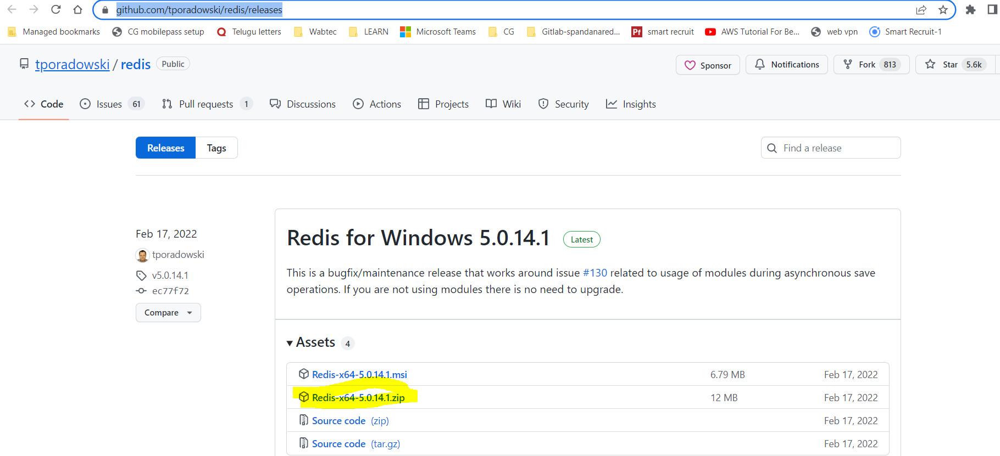 github.com/tporadowski/redis/releases
Managed bookmarks CG mobilepass setup Telugu letters Wabtec LEARN Microsoft Teams CG Gitlab-spandanared... Pf smart recruit AWS Tutorial For Be... web vpn Smart Recruit-1
tporadowski / redis Public Sponsor Notifications Fork 813 Star 5.6k
Code Issues 61 Pull requests 1 Discussions Actions Projects Wiki Security Insights
Releases Tags Find a release
Feb 17, 2022
tporadowski
v5.0.14.1
ec77f72
Compare
Redis for Windows 5.0.14.1 Latest
This is a bugfix/maintenance release that works around issue #130 related to usage of modules during asynchronous save
operations. If you are not using modules there is no need to upgrade.
Assets 4
Redis-x64-5.0.14.1.msi 6.79 MB Feb 17, 2022
Redis-x64-5.0.14.1.zip 12 MB Feb 17, 2022
Source code (zip) Feb 17, 2022
Source code (tar.gz) Feb 17, 2022